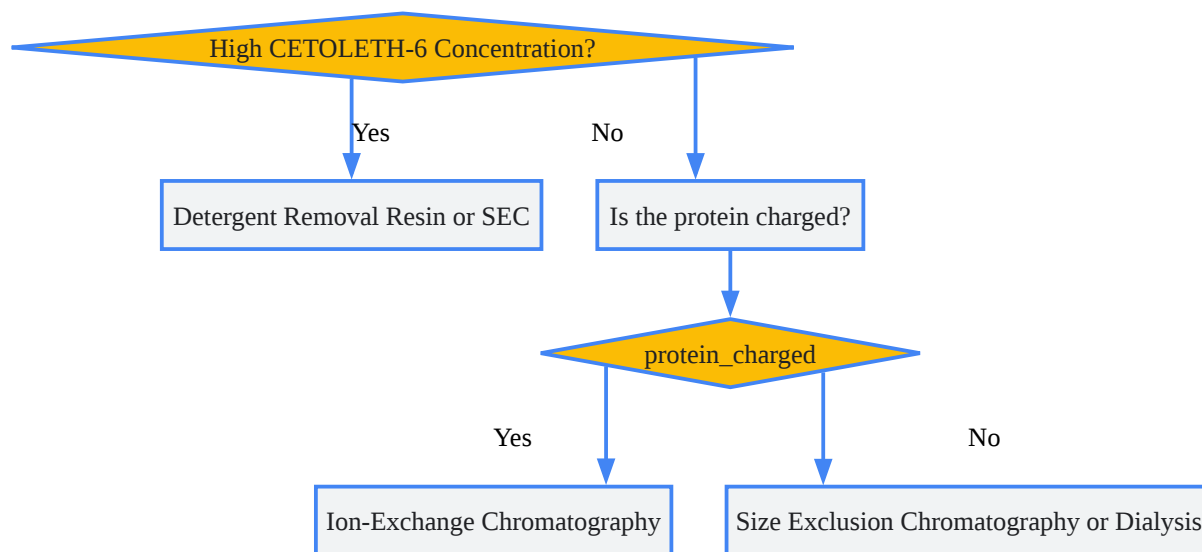 High CETOLETH-6 Concentration?
Yes
No
Detergent Removal Resin or SEC
Is the protein charged?
protein_charged
Yes
No
Ion-Exchange Chromatography
Size Exclusion Chromatography or Dialysis